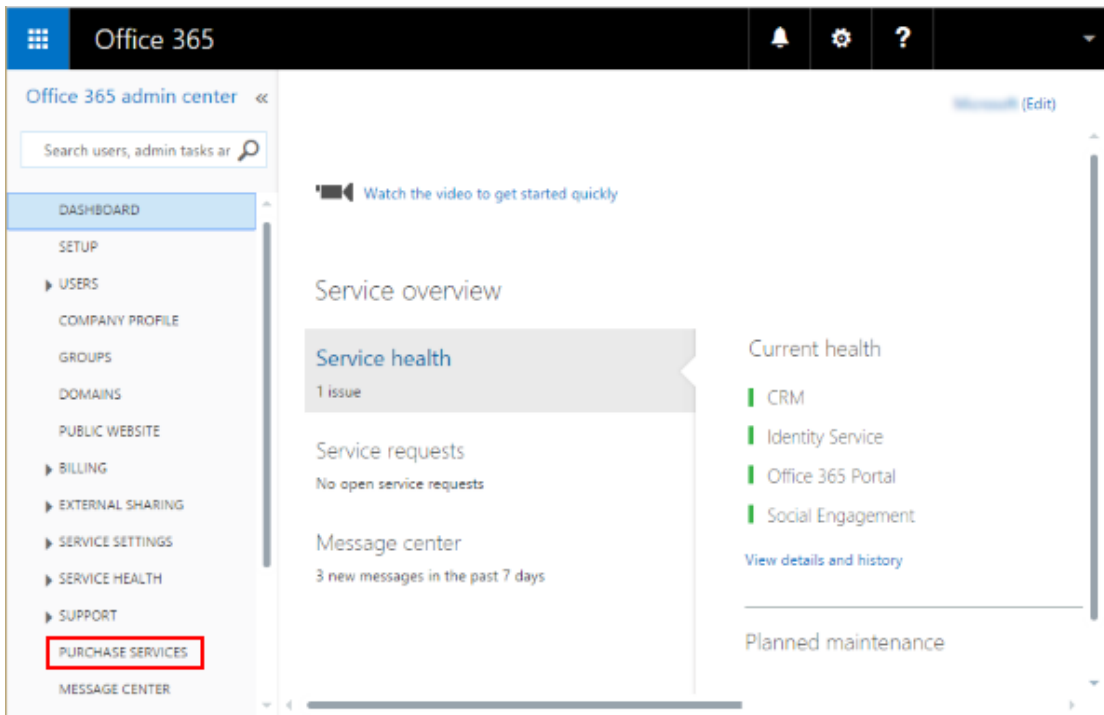 Office 365
?
Office 365 admin center «
(Edit)
Search users, admin tasks ar
Watch the video to get started quickly
DASHBOARD
SETUP
USERS
COMPANY PROFILE
GROUPS
DOMAINS
PUBLIC WEBSITE
BILLING
EXTERNAL SHARING
SERVICE SETTINGS
SERVICE HEALTH
SUPPORT
PURCHASE SERVICES
MESSAGE CENTER
Service overview
Service health
1 issue
Service requests
No open service requests
Message center
3 new messages in the past 7 days
Current health
CRM
Identity Service
Office 365 Portal
Social Engagement
View details and history
Planned maintenance